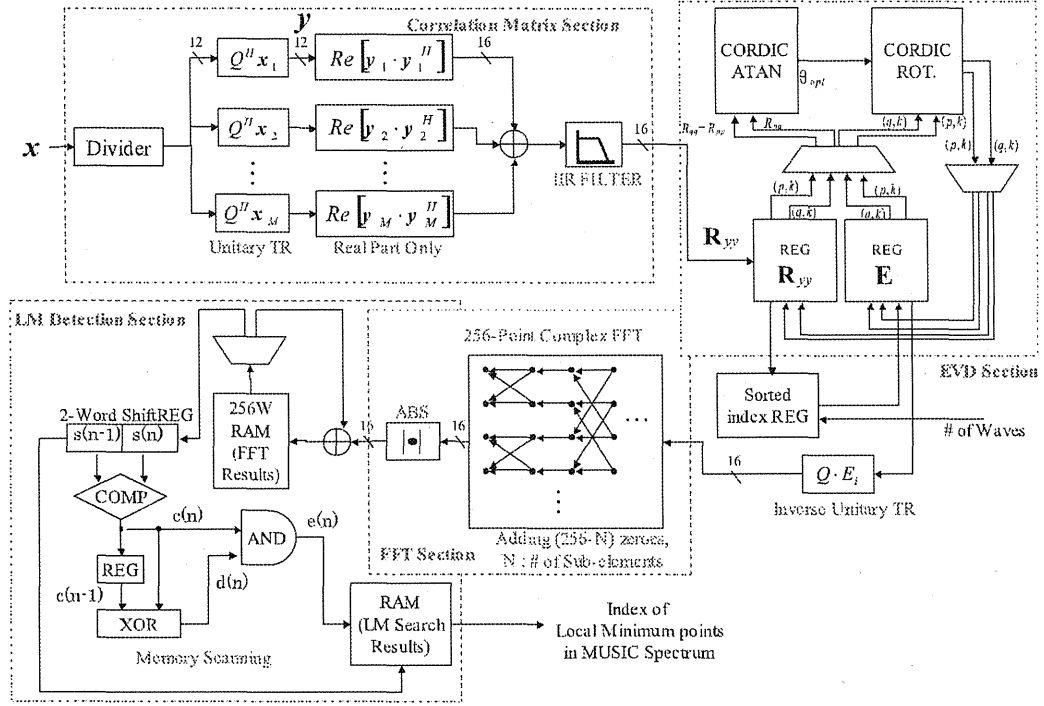 Correlation Matrix Section
x
Divider
12
Q^H x_1
12
y
Re [y_1 · y_1^H]
16
Q^H x_2
Re [y_2 · y_2^H]
Q^H x_M
Re [y_M · y_M^H]
Unitary TR
Real Part Only
IIR FILTER
16
CORDIC
ATAN
θ_opt
CORDIC
ROT.
R_qq − R_pp
R_pq
(q,k)
(p,k)
(p,k)
(q,k)
(p,k)
(q,k)
(p,k)
(q,k)
R_yy
REG
R_yy
REG
E
EVD Section
Sorted
index REG
# of Waves
Q · E_i
Inverse Unitary TR
16
LM Detection Section
256-Point Complex FFT
2-Word ShiftREG
s(n-1)
s(n)
256W
RAM
(FFT
Results)
16
ABS
|•|
16
Adding (256-N) zeroes,
N : # of Sub-elements
FFT Section
COMP
c(n)
AND
e(n)
REG
c(n-1)
d(n)
XOR
Memory Scanning
RAM
(LM Search
Results)
Index of
Local Minimum points
in MUSIC Spectrum